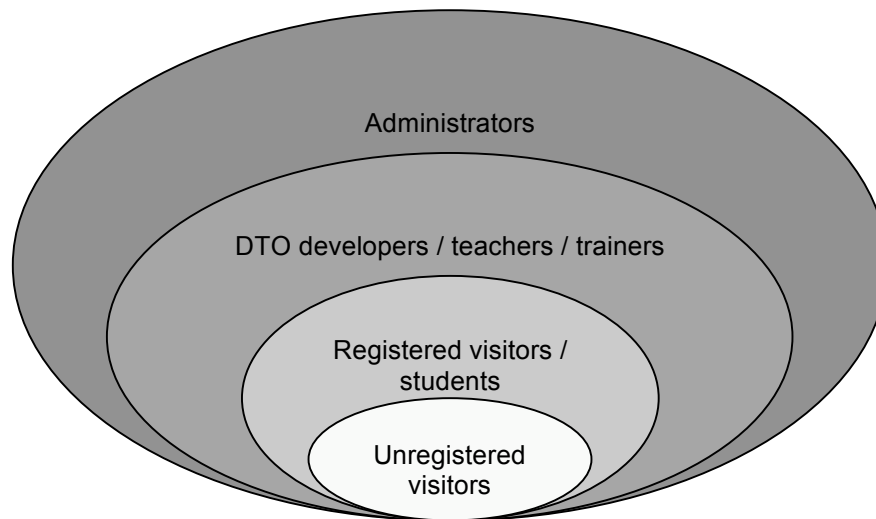 Administrators
DTO developers / teachers / trainers
Registered visitors /
students
Unregistered
visitors